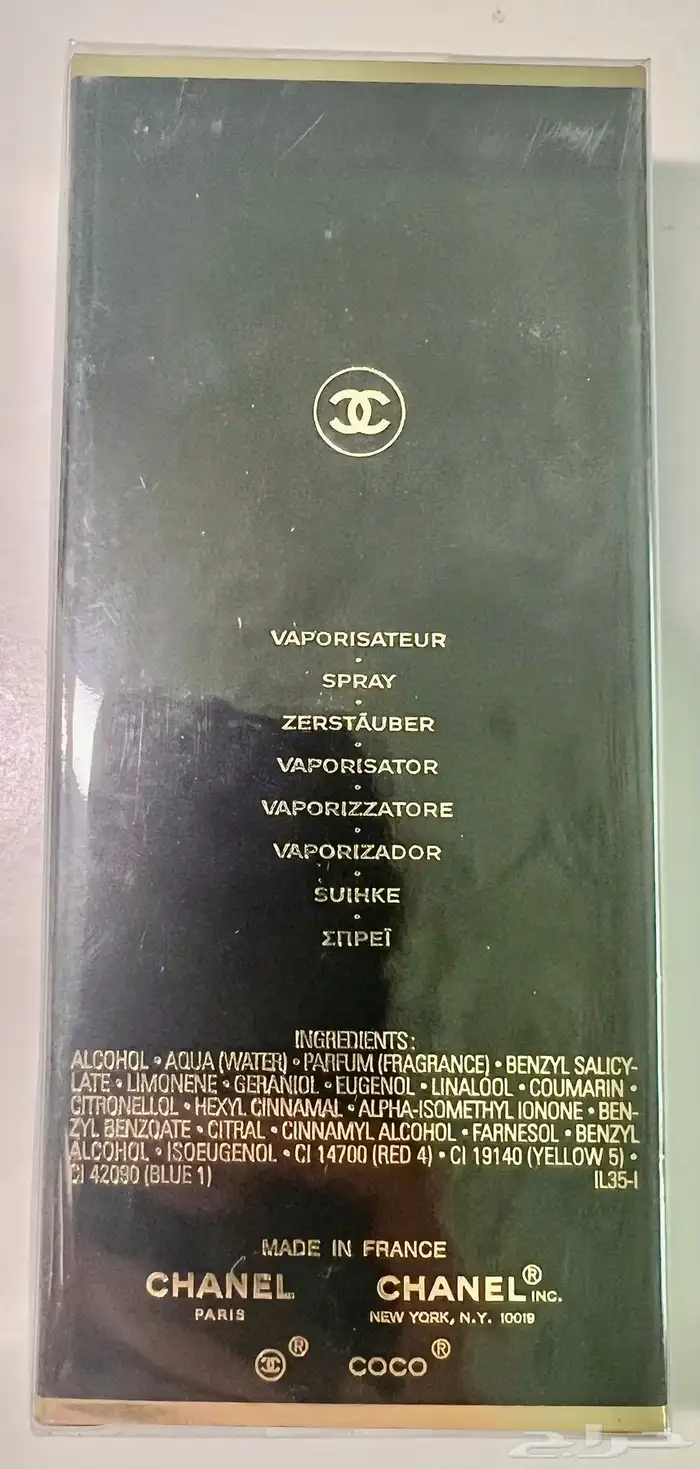 VAPORISATEUR
SPRAY
ZERSTÄUBER
VAPORISATOR
VAPORIZZATORE
VAPORIZADOR
SUIHKE
ΣΠΡΕΪ
INGREDIENTS:
ALCOHOL • AQUA (WATER) • PARFUM (FRAGRANCE) • BENZYL SALICY-
LATE • LIMONENE • GERANIOL • EUGENOL • LINALOOL • COUMARIN •
CITRONELLOL • HEXYL CINNAMAL • ALPHA-ISOMETHYL IONONE • BEN-
ZYL BENZOATE • CITRAL • CINNAMYL ALCOHOL • FARNESOL • BENZYL
ALCOHOL • ISOEUGENOL • CI 14700 (RED 4) • CI 19140 (YELLOW 5) •
CI 42090 (BLUE 1) IL35-I
MADE IN FRANCE
CHANEL CHANEL® INC.
PARIS NEW YORK, N.Y. 10019
® COCO®
حراج